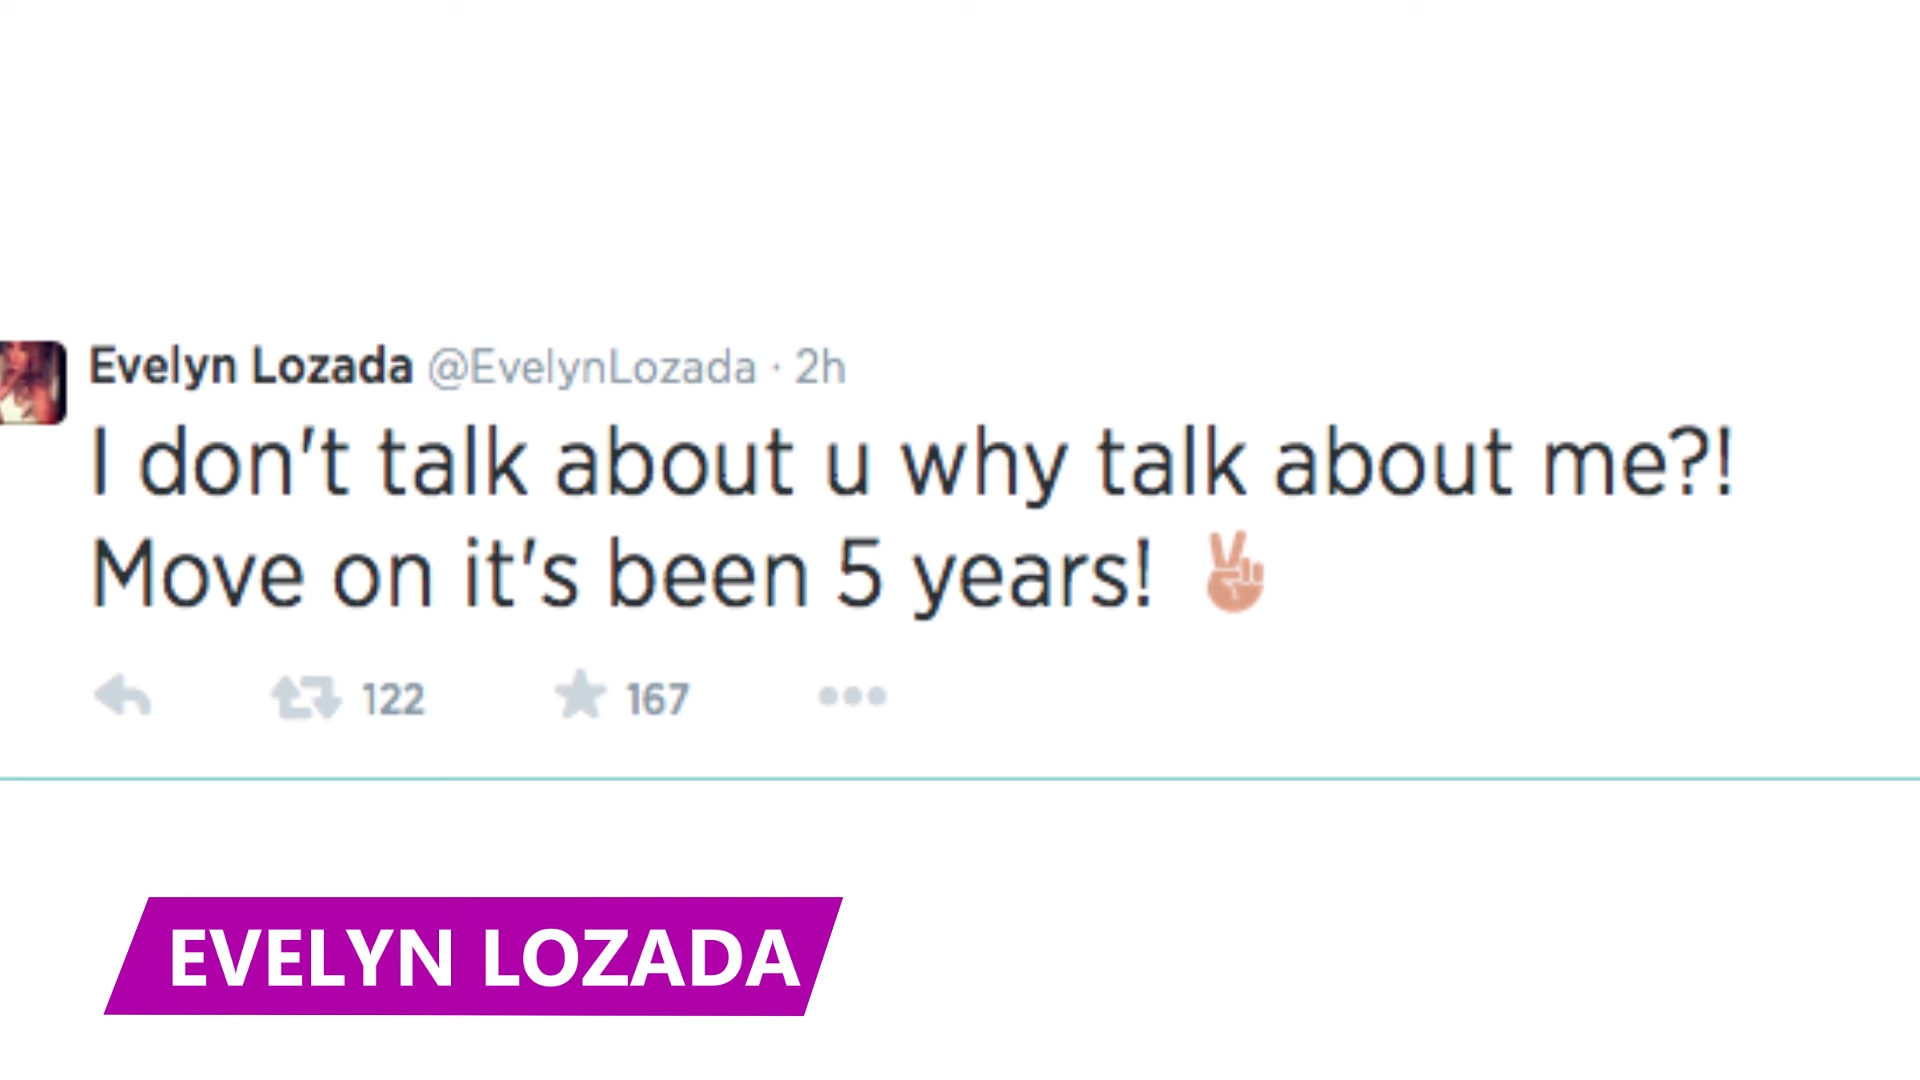 Evelyn Lozada @EvelynLozada · 2h
I don't talk about u why talk about me?!
Move on it's been 5 years! ✌
122 167
EVELYN LOZADA